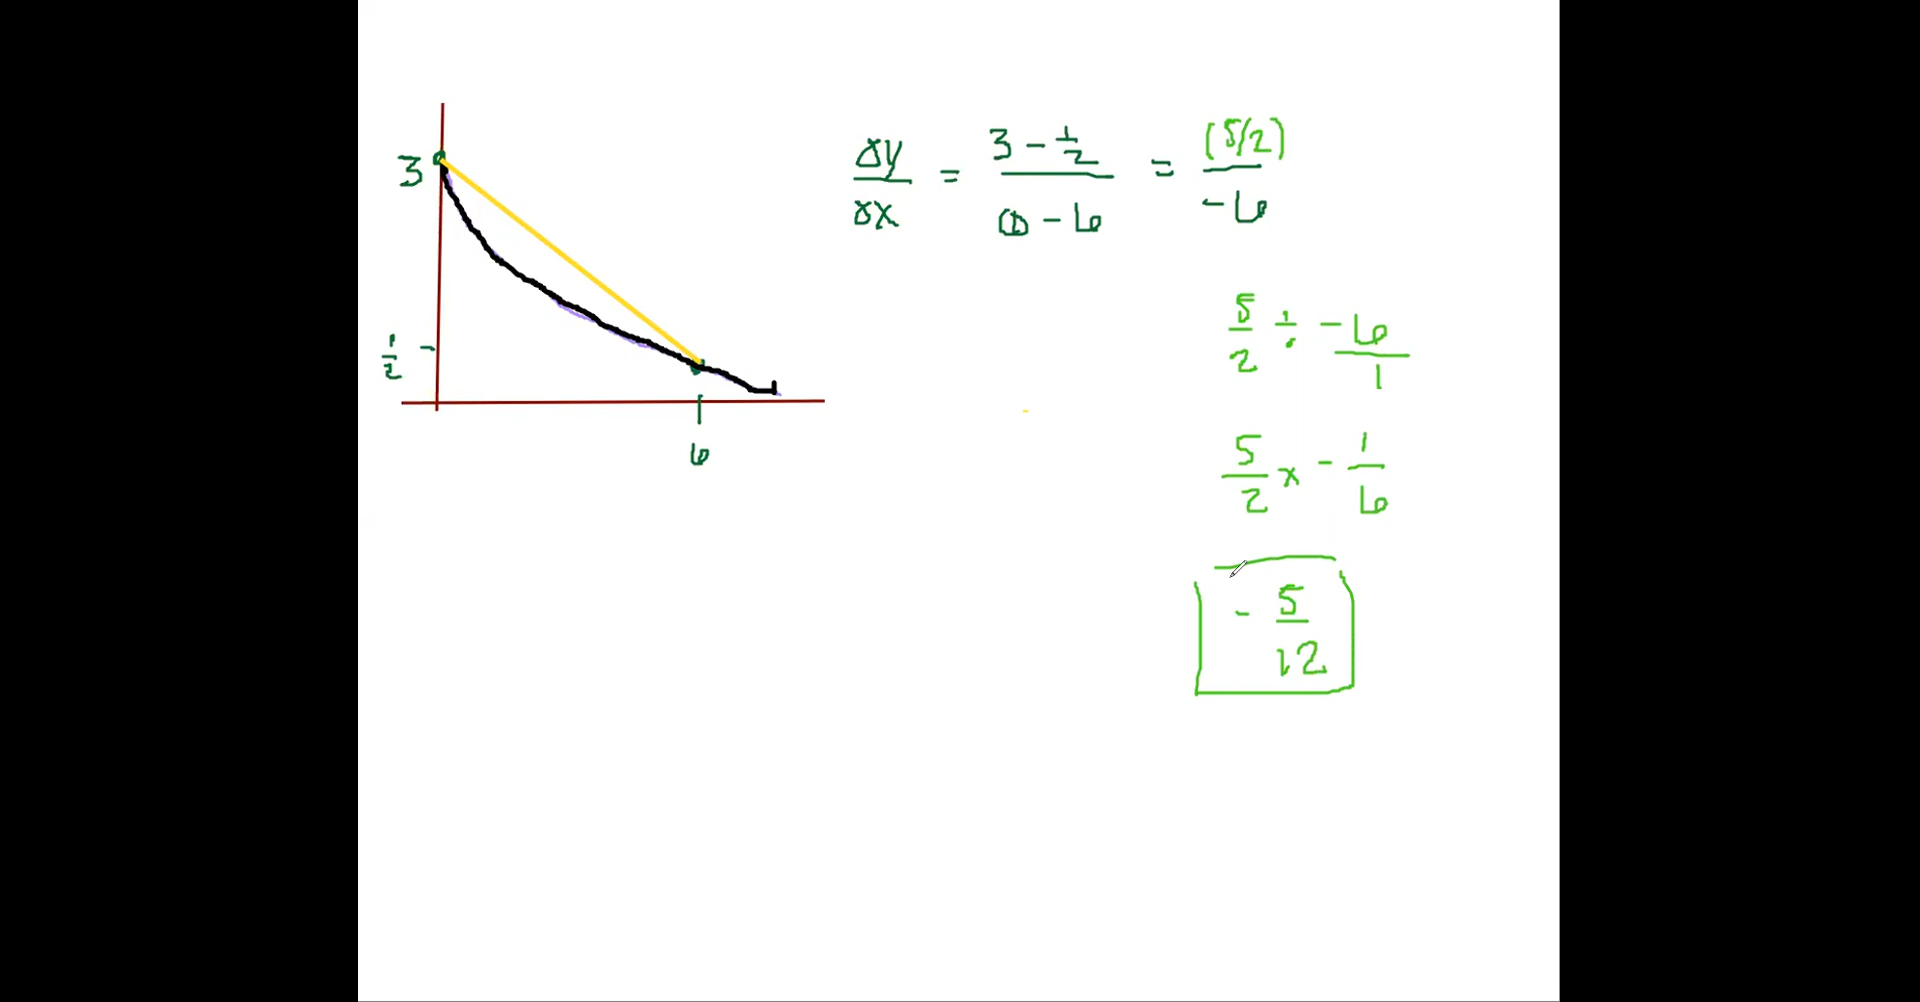 3
1/2
6
Δy/Δx = (3 - 1/2)/(0 - 6) = (5/2)/-6
5/2 ÷ -6/1
5/2 x - 1/6
- 5/12